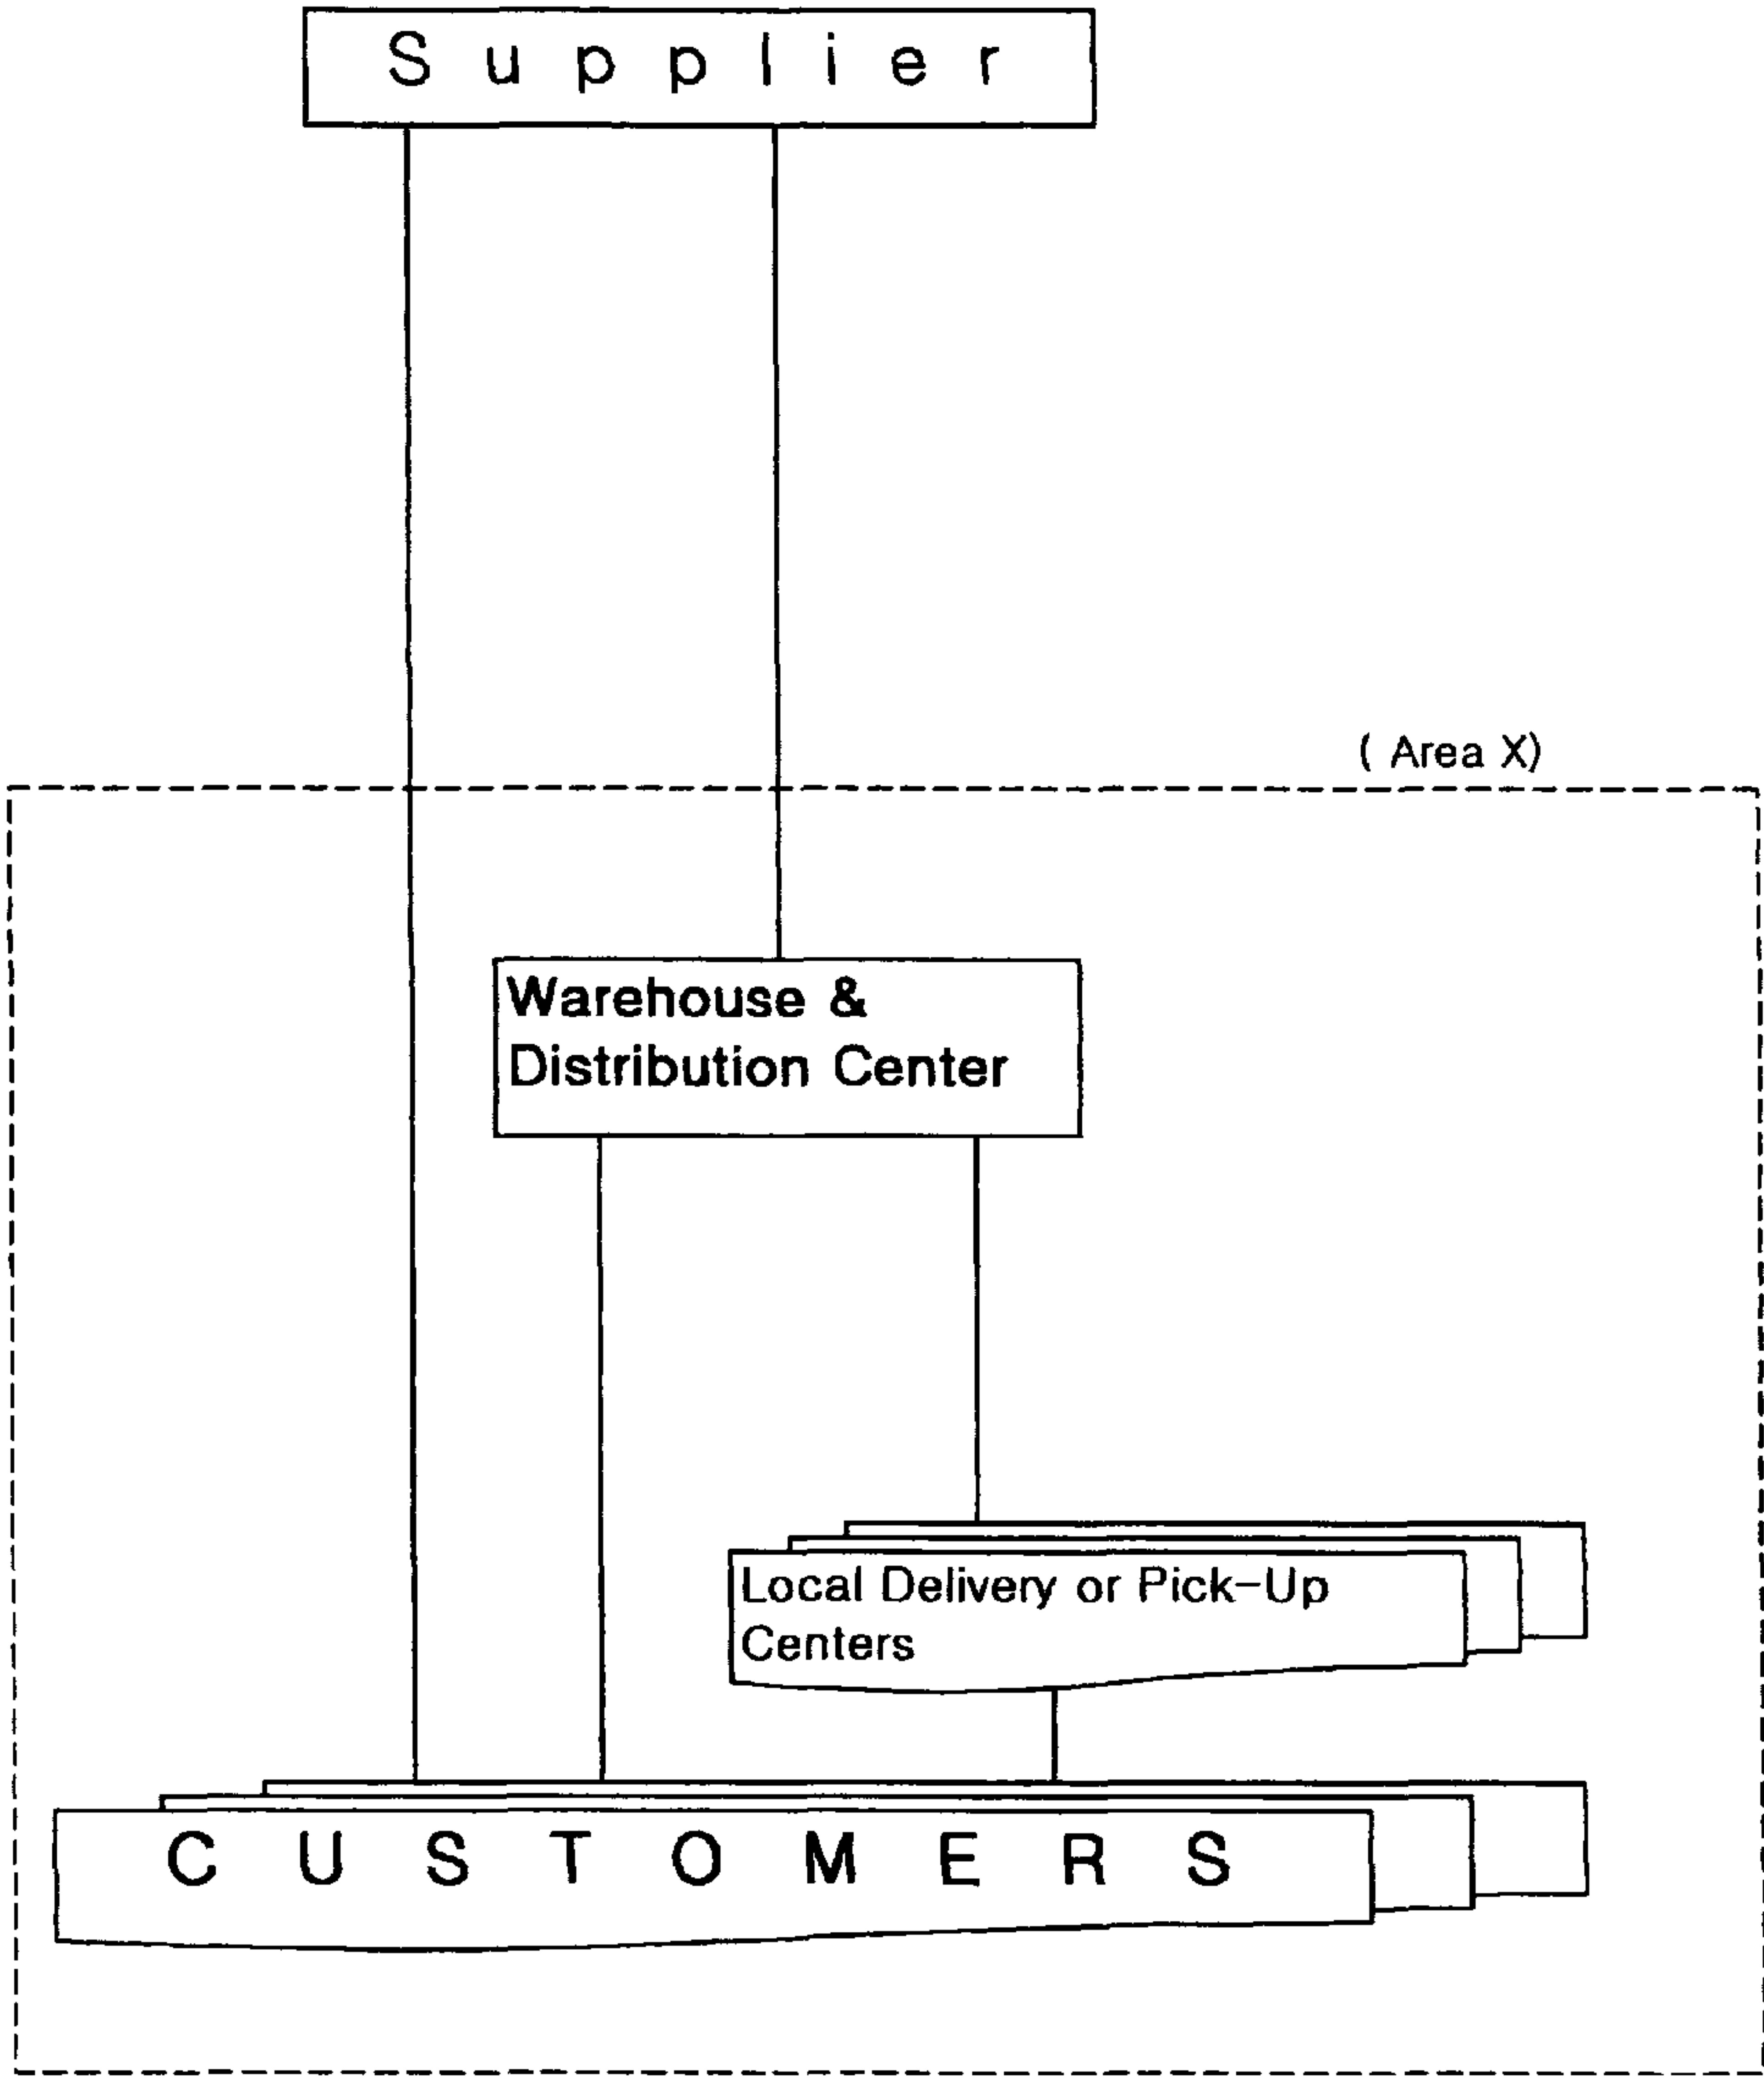 Supplier
( Area X)
Warehouse &
Distribution Center
Local Delivery or Pick-Up
Centers
CUSTOMERS